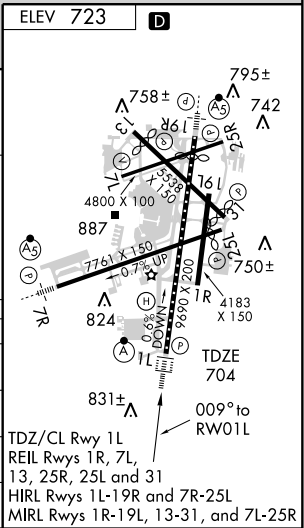 ELEV 723
D
795±
758±
A5
742
P
P
19R
13
25R
P
V
7L
5538 X 150
4800 X 100
19L
P
31
887
A5
P
7761 X 150
0.7% UP
25L
P
750±
7R
824
H
0.6% DOWN
9690 X 200
1R
4183 X 150
A
1L
P
TDZE 704
831±
009° to RW01L
TDZ/CL Rwy 1L
REIL Rwys 1R, 7L,
13, 25R, 25L and 31
HIRL Rwys 1L-19R and 7R-25L
MIRL Rwys 1R-19L, 13-31, and 7L-25R